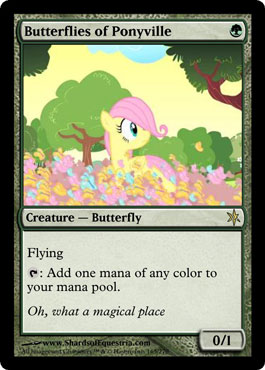 Butterflies of Ponyville
Creature — Butterfly
Flying
: Add one mana of any color to
your mana pool.
Oh, what a magical place
www.ShardsofEquestria.com
0/1